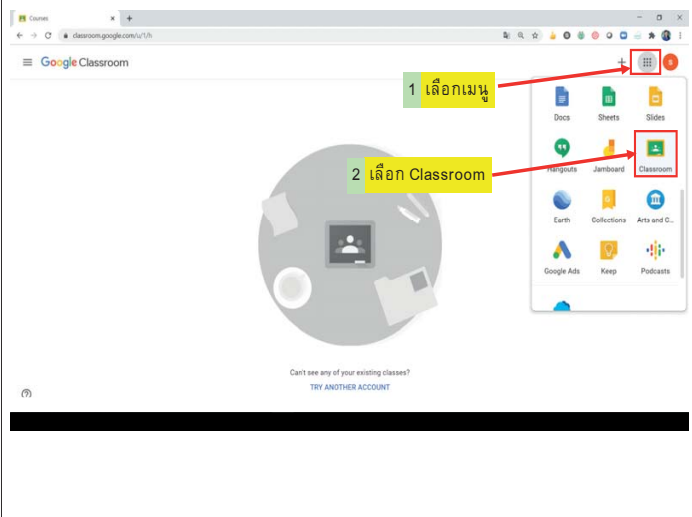 Courses
classroom.google.com/u/1/h
Google Classroom
S
1 เลือกเมนู
Docs Sheets Slides
2 เลือก Classroom
Hangouts Jamboard Classroom
Earth Collections Arts and C...
Google Ads Keep Podcasts
Can't see any of your existing classes?
TRY ANOTHER ACCOUNT